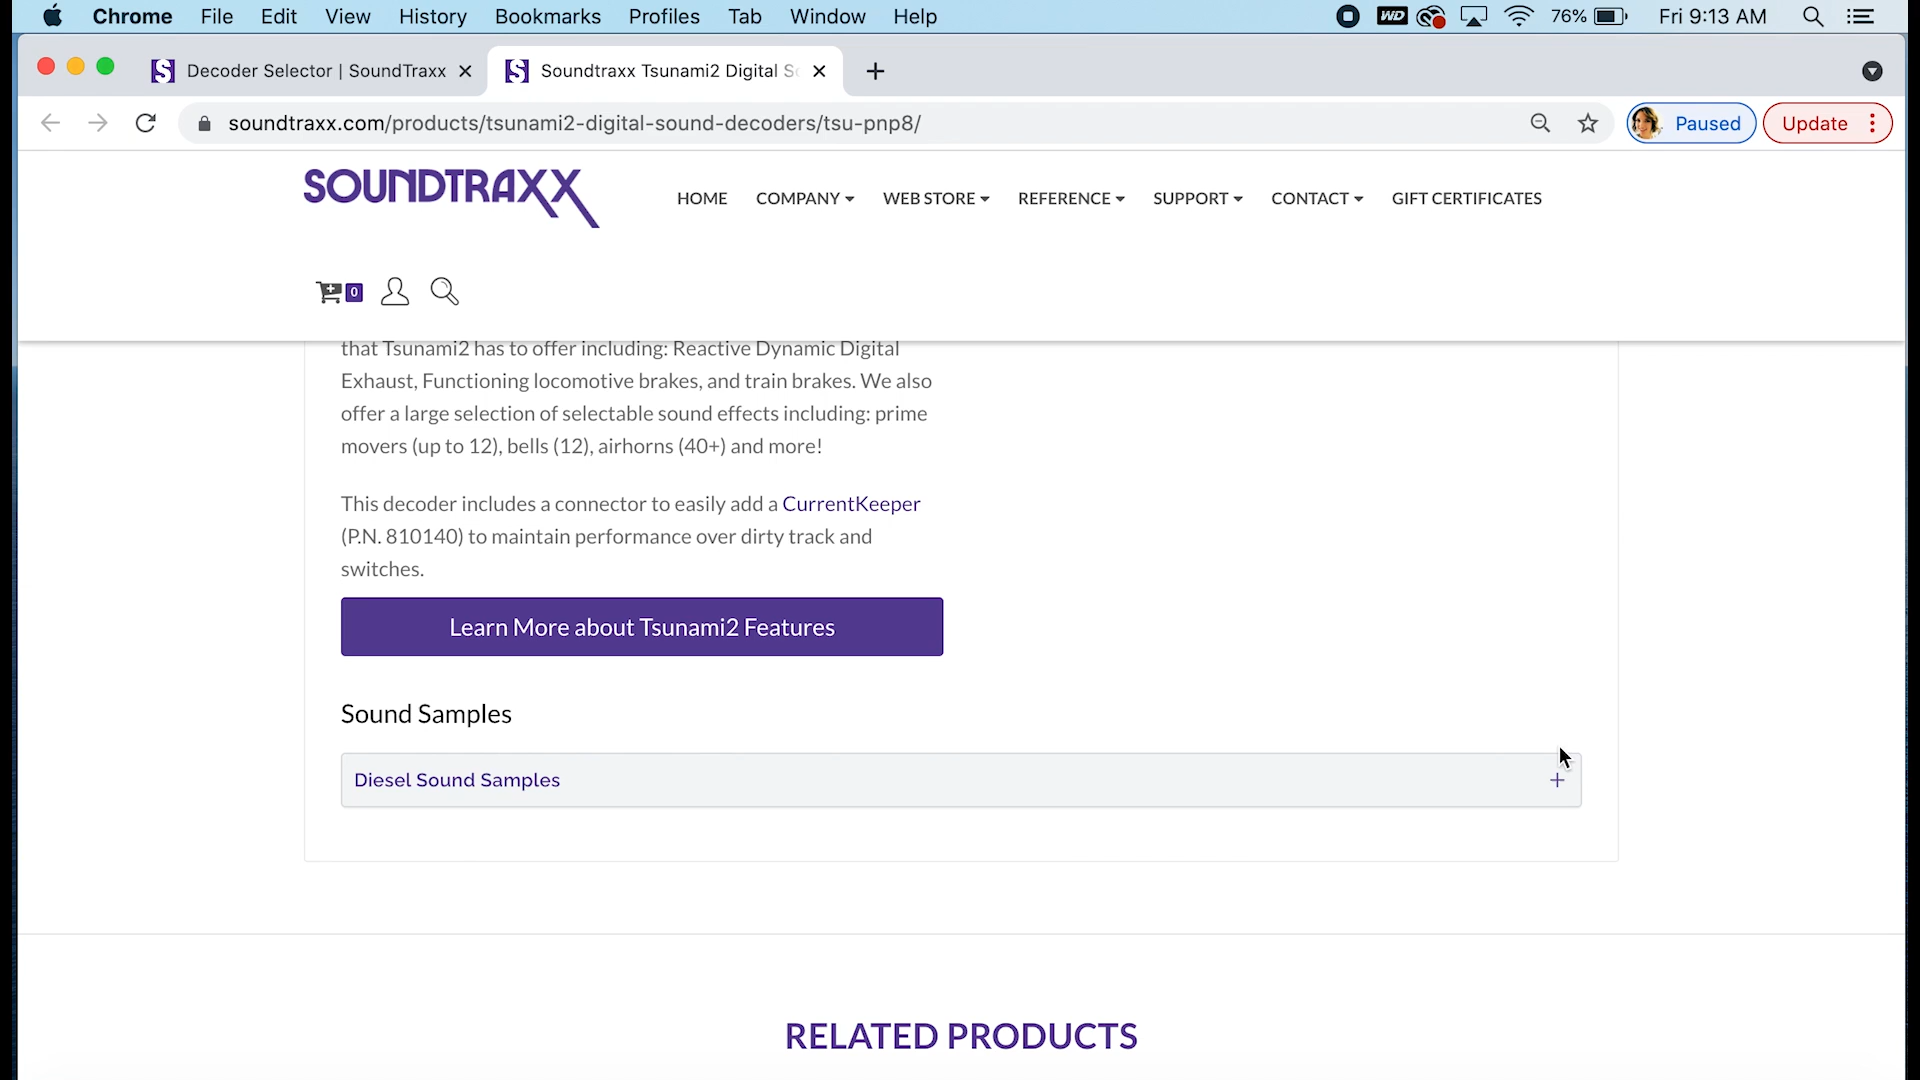 Chrome File Edit View History Bookmarks Profiles Tab Window Help WD 76% Fri 9:13 AM
Decoder Selector | SoundTraxx Soundtraxx Tsunami2 Digital S
soundtraxx.com/products/tsunami2-digital-sound-decoders/tsu-pnp8/ Paused Update
SOUNDTRAXX HOME COMPANY WEB STORE REFERENCE SUPPORT CONTACT GIFT CERTIFICATES
0
that Tsunami2 has to offer including: Reactive Dynamic Digital
Exhaust, Functioning locomotive brakes, and train brakes. We also
offer a large selection of selectable sound effects including: prime
movers (up to 12), bells (12), airhorns (40+) and more!
This decoder includes a connector to easily add a CurrentKeeper
(P.N. 810140) to maintain performance over dirty track and
switches.
Learn More about Tsunami2 Features
Sound Samples
Diesel Sound Samples +
RELATED PRODUCTS